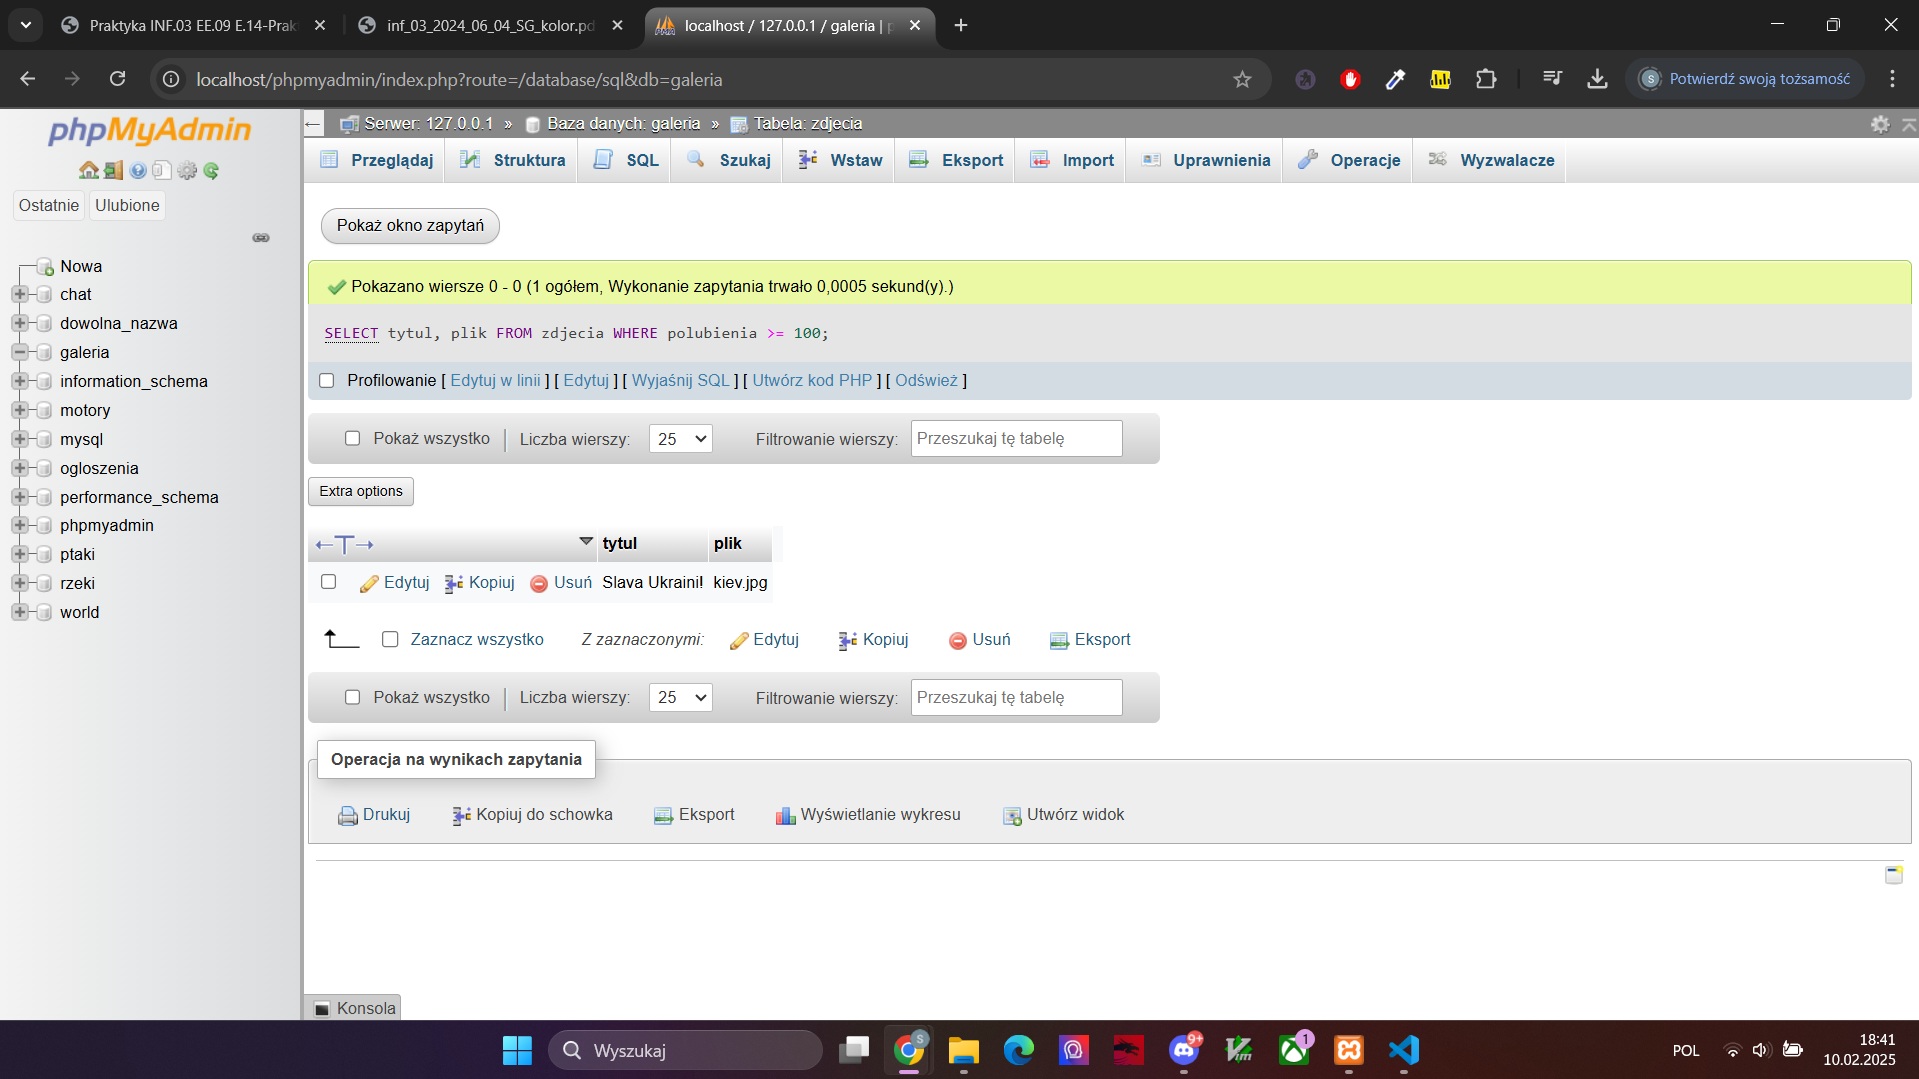 Praktyka INF.03 EE.09 E.14-Prak
inf_03_2024_06_04_SG_kolor.pd
localhost / 127.0.0.1 / galeria | p
localhost/phpmyadmin/index.php?route=/database/sql&db=galeria
S Potwierdź swoją tożsamość
phpMyAdmin
Ostatnie Ulubione
Nowa
chat
dowolna_nazwa
galeria
information_schema
motory
mysql
ogloszenia
performance_schema
phpmyadmin
ptaki
rzeki
world
Serwer: 127.0.0.1 » Baza danych: galeria » Tabela: zdjecia
Przeglądaj Struktura SQL Szukaj Wstaw Eksport Import Uprawnienia Operacje Wyzwalacze
Pokaż okno zapytań
Pokazano wiersze 0 - 0 (1 ogółem, Wykonanie zapytania trwało 0,0005 sekund(y).)
SELECT tytul, plik FROM zdjecia WHERE polubienia >= 100;
Profilowanie [ Edytuj w linii ] [ Edytuj ] [ Wyjaśnij SQL ] [ Utwórz kod PHP ] [ Odśwież ]
Pokaż wszystko Liczba wierszy: 25 Filtrowanie wierszy: Przeszukaj tę tabelę
Extra options
←T→ tytul plik
Edytuj Kopiuj Usuń Slava Ukraini! kiev.jpg
Zaznacz wszystko Z zaznaczonymi: Edytuj Kopiuj Usuń Eksport
Pokaż wszystko Liczba wierszy: 25 Filtrowanie wierszy: Przeszukaj tę tabelę
Operacja na wynikach zapytania
Drukuj Kopiuj do schowka Eksport Wyświetlanie wykresu Utwórz widok
Konsola
Wyszukaj
S
9+
Vim
1
POL
18:41
10.02.2025